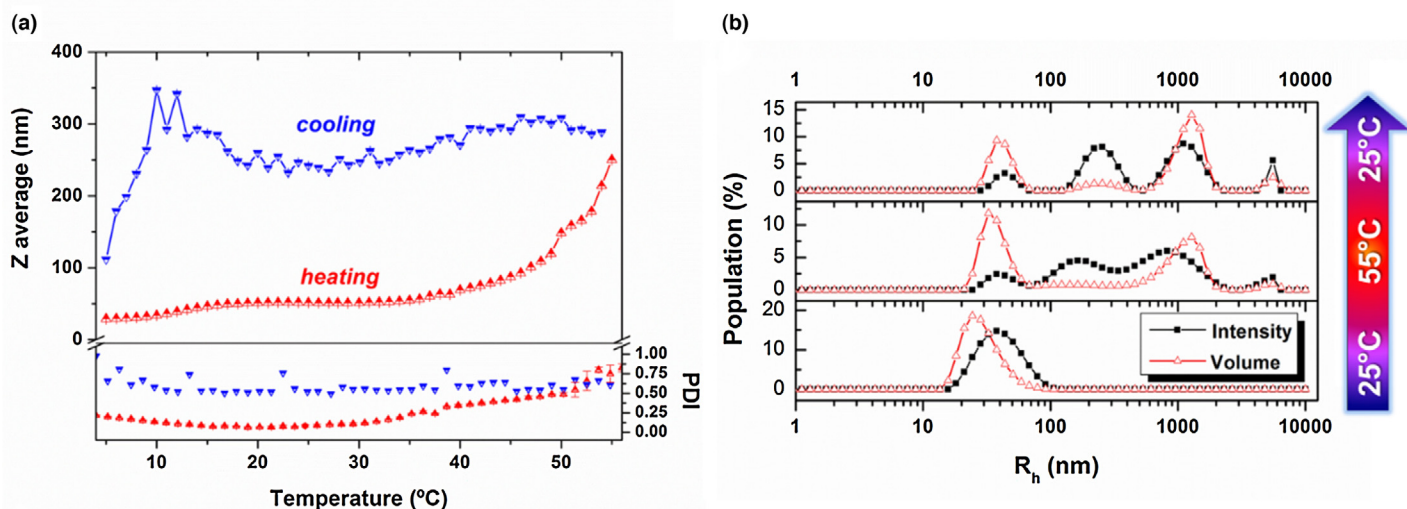 (a)
400
300
200
100
0
Z average (nm)
cooling
heating
1.00
0.75
0.50
0.25
0.00
PDI
10 20 30 40 50
Temperature (ºC)
(b)
1 10 100 1000 10000
15
10
5
0
10
5
0
20
15
10
5
0
Population (%)
Intensity
Volume
1 10 100 1000 10000
Rh (nm)
25°C
55°C
25°C